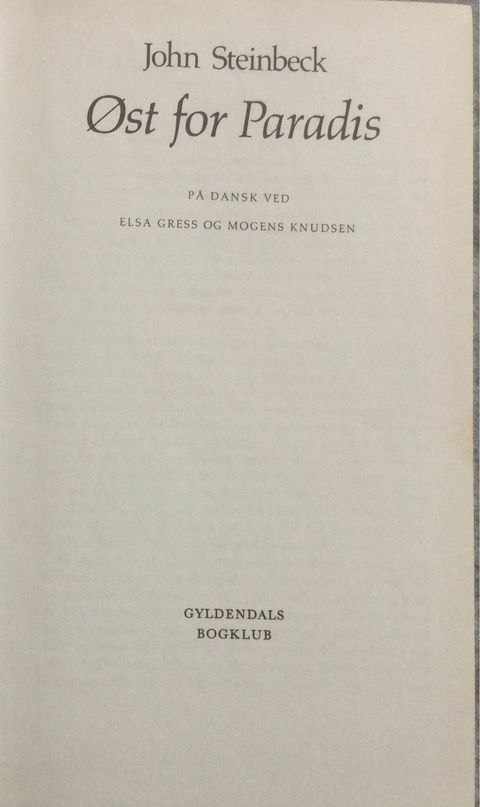 John Steinbeck
Øst for Paradis
PÅ DANSK VED
ELSA GRESS OG MOGENS KNUDSEN
GYLDENDALS
BOGKLUB